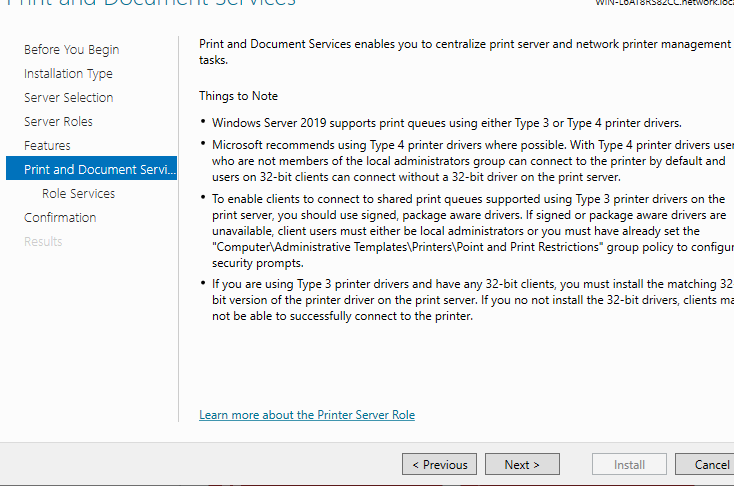 Print and Document Services
Before You Begin
Installation Type
Server Selection
Server Roles
Features
Print and Document Servi...
Role Services
Confirmation
Results
Print and Document Services enables you to centralize print server and network printer management
tasks.
Things to Note
• Windows Server 2019 supports print queues using either Type 3 or Type 4 printer drivers.
• Microsoft recommends using Type 4 printer drivers where possible. With Type 4 printer drivers user
who are not members of the local administrators group can connect to the printer by default and
users on 32-bit clients can connect without a 32-bit driver on the print server.
• To enable clients to connect to shared print queues supported using Type 3 printer drivers on the
print server, you should use signed, package aware drivers. If signed or package aware drivers are
unavailable, client users must either be local administrators or you must have already set the
"Computer\Administrative Templates\Printers\Point and Print Restrictions" group policy to configur
security prompts.
• If you are using Type 3 printer drivers and have any 32-bit clients, you must install the matching 32
bit version of the printer driver on the print server. If you no not install the 32-bit drivers, clients ma
not be able to successfully connect to the printer.
Learn more about the Printer Server Role
< Previous
Next >
Install
Cancel